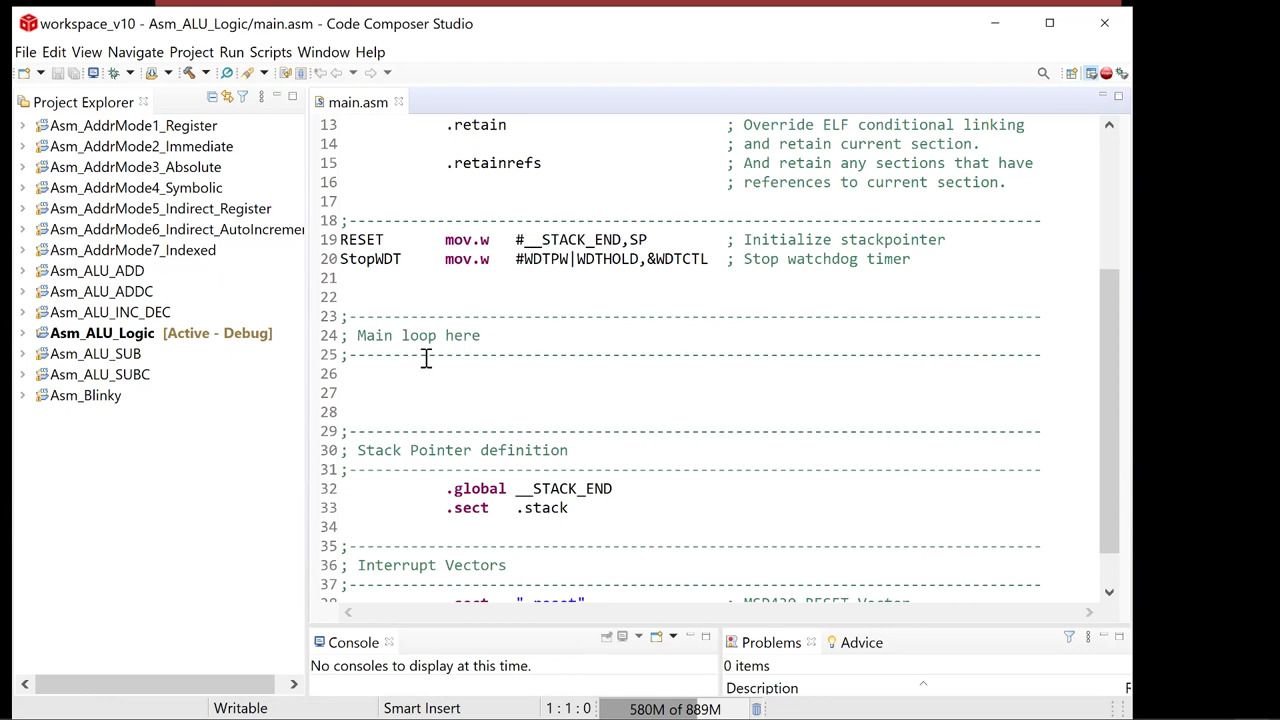 workspace_v10 - Asm_ALU_Logic/main.asm - Code Composer Studio
File Edit View Navigate Project Run Scripts Window Help
Project Explorer
Asm_AddrMode1_Register
Asm_AddrMode2_Immediate
Asm_AddrMode3_Absolute
Asm_AddrMode4_Symbolic
Asm_AddrMode5_Indirect_Register
Asm_AddrMode6_Indirect_AutoIncremen
Asm_AddrMode7_Indexed
Asm_ALU_ADD
Asm_ALU_ADDC
Asm_ALU_INC_DEC
Asm_ALU_Logic [Active - Debug]
Asm_ALU_SUB
Asm_ALU_SUBC
Asm_Blinky
main.asm
13 .retain ; Override ELF conditional linking
14 ; and retain current section.
15 .retainrefs ; And retain any sections that have
16 ; references to current section.
17
18 ;-------------------------------------------------------------------------------
19 RESET mov.w #__STACK_END,SP ; Initialize stackpointer
20 StopWDT mov.w #WDTPW|WDTHOLD,&WDTCTL ; Stop watchdog timer
21
22
23 ;-------------------------------------------------------------------------------
24 ; Main loop here
25 ;-------------------------------------------------------------------------------
26
27
28
29 ;-------------------------------------------------------------------------------
30 ; Stack Pointer definition
31 ;-------------------------------------------------------------------------------
32 .global __STACK_END
33 .sect .stack
34
35 ;-------------------------------------------------------------------------------
36 ; Interrupt Vectors
37 ;-------------------------------------------------------------------------------
Console
No consoles to display at this time.
Problems Advice
0 items
Description
Writable Smart Insert 1 : 1 : 0 580M of 889M